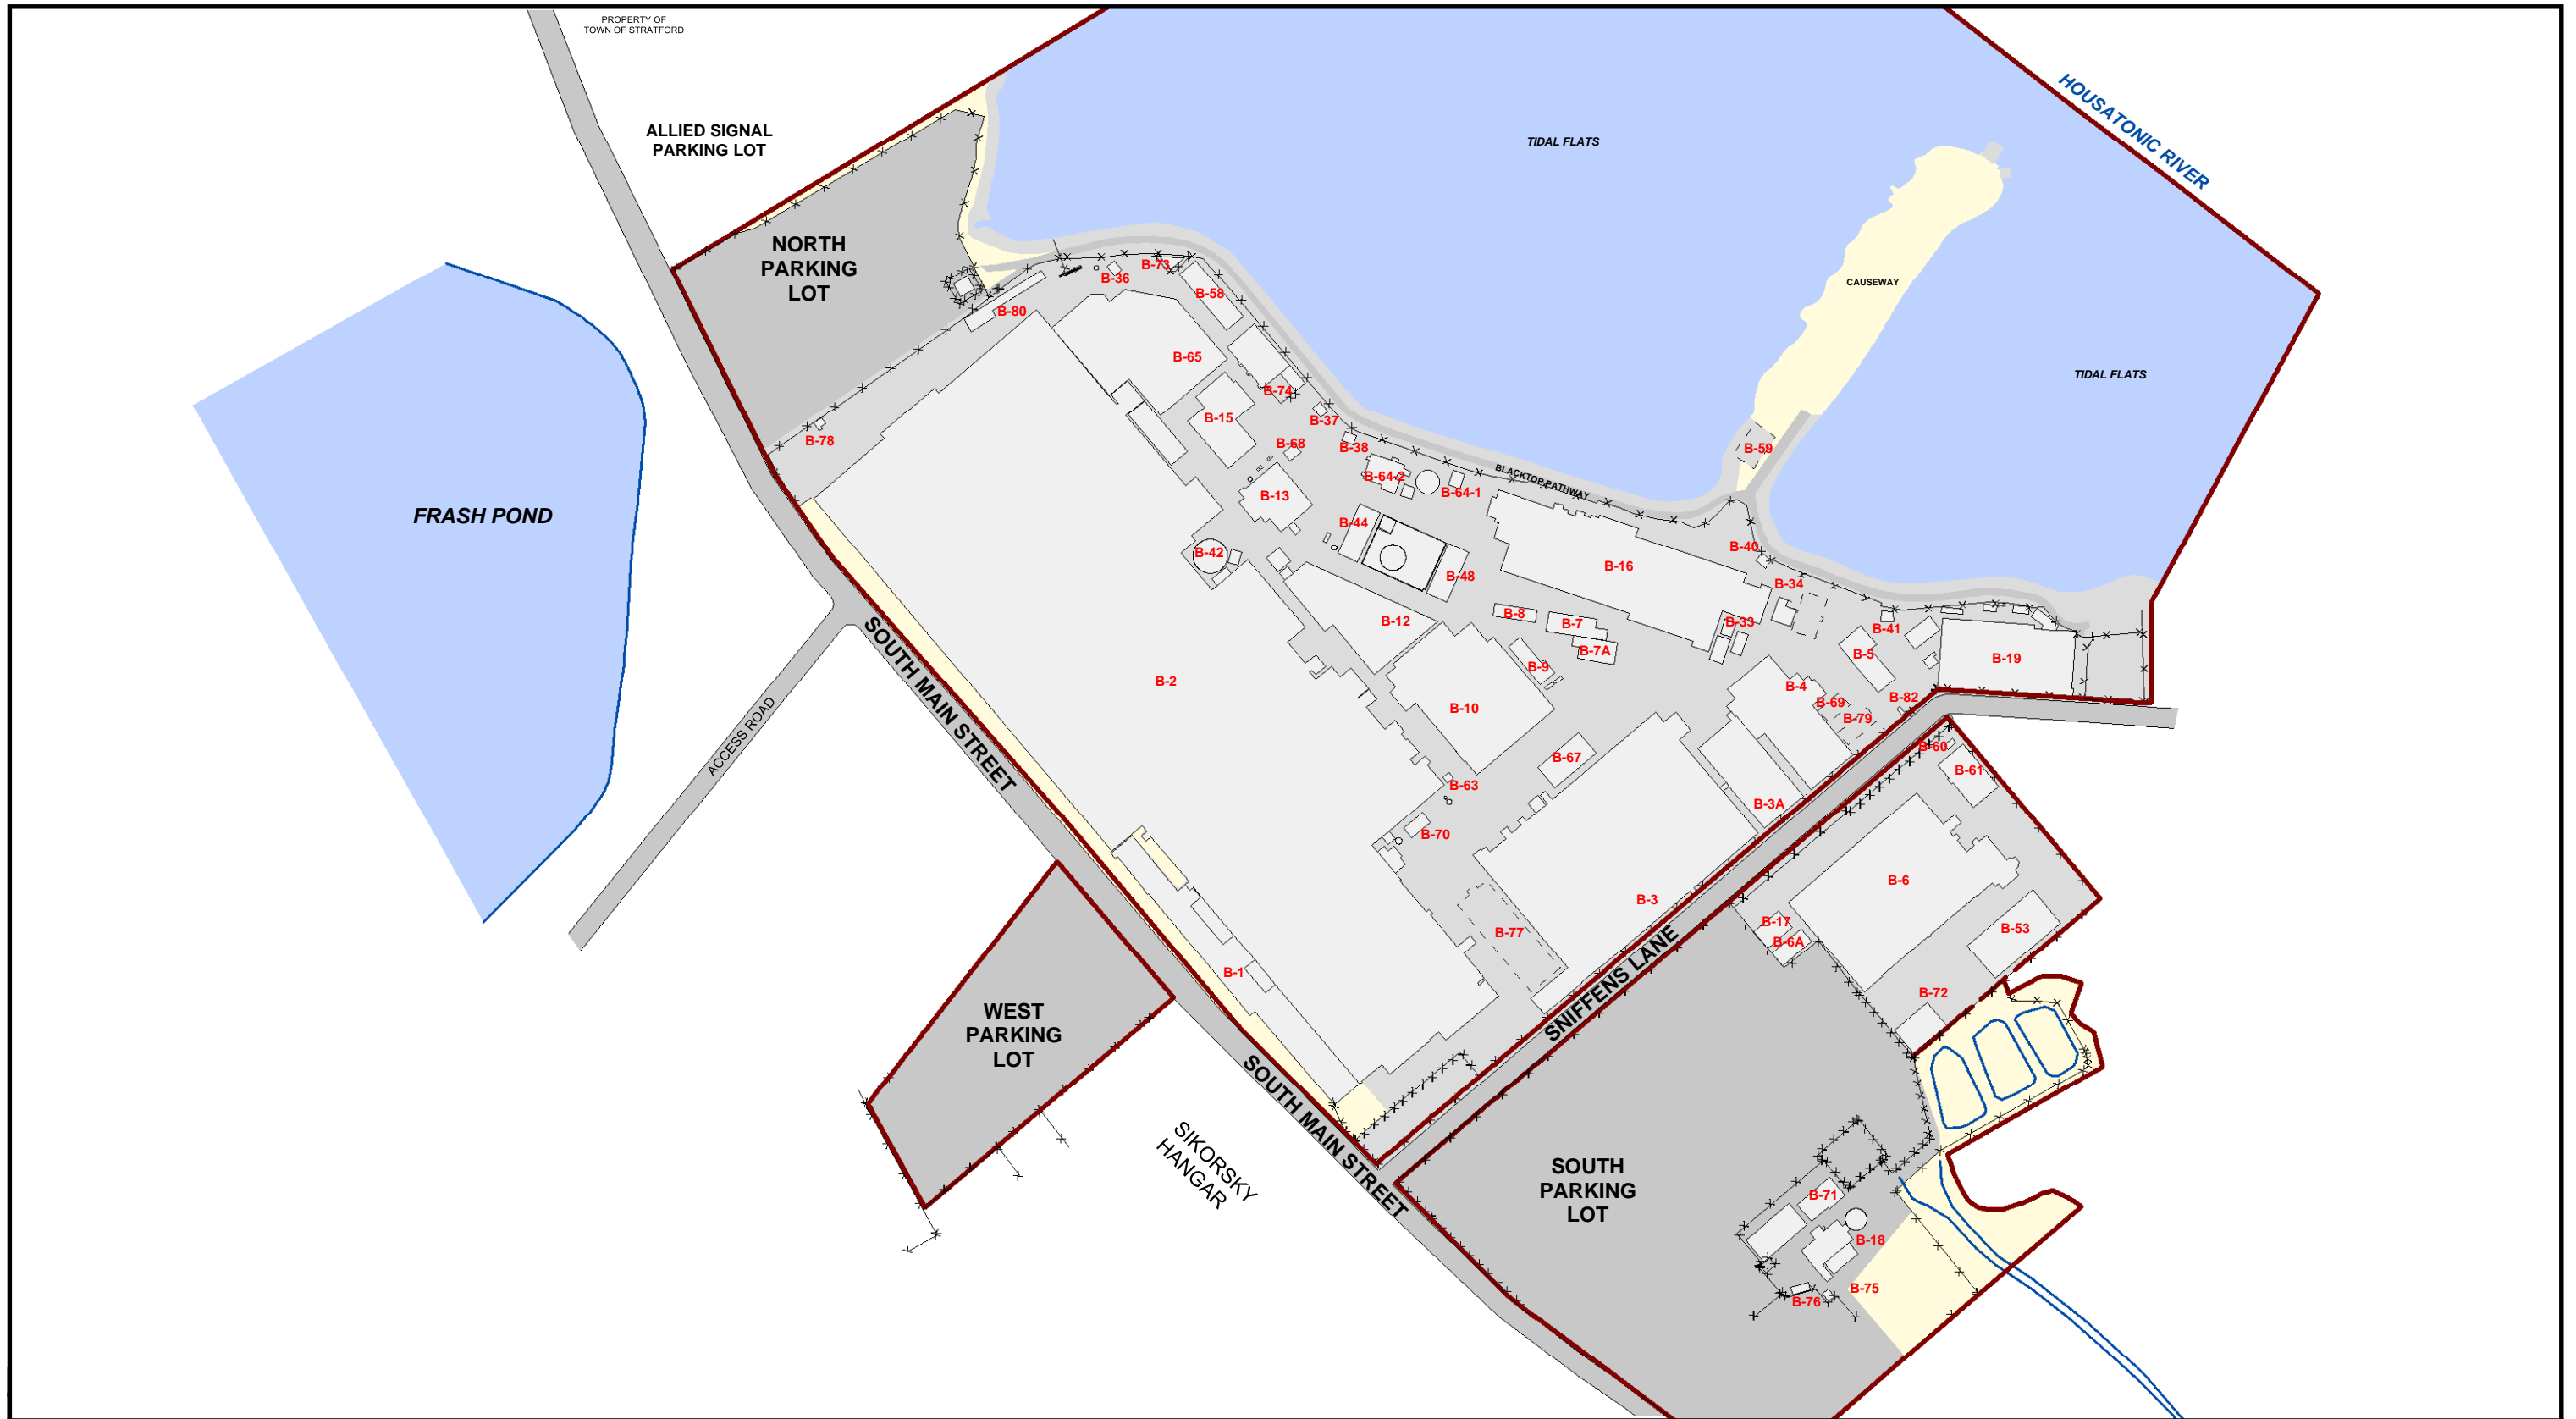 PROPERTY OF
TOWN OF STRATFORD
ALLIED SIGNAL
PARKING LOT
HOUSATONIC RIVER
TIDAL FLATS
NORTH
PARKING
LOT
B-36
B-73
B-58
B-80
CAUSEWAY
B-65
TIDAL FLATS
B-74
B-15
B-37
B-78
B-68
B-38
B-59
B-64-2
B-64-1
BLACKTOP PATHWAY
B-13
FRASH POND
B-44
B-42
B-40
B-16
B-48
B-34
B-8
B-12
B-7
B-33
B-41
B-7A
B-5
B-19
B-9
B-2
B-4
B-69
B-82
B-10
B-79
SOUTH MAIN STREET
ACCESS ROAD
B-60
B-67
B-61
B-63
B-3A
B-70
B-6
B-3
B-17
B-77
B-6A
B-53
B-1
SNIFFENS LANE
B-72
WEST
PARKING
LOT
SOUTH MAIN STREET
SIKORSKY
HANGAR
SOUTH
PARKING
LOT
B-71
B-18
B-75
B-76